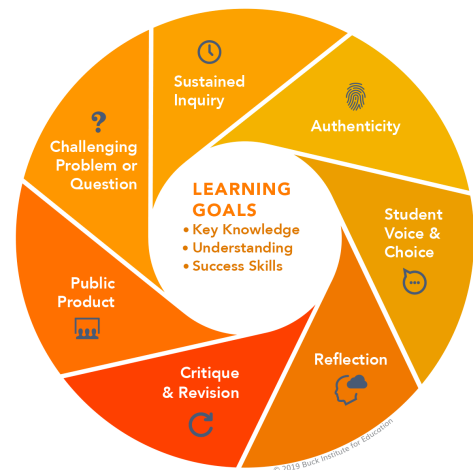 Sustained
Inquiry
Authenticity
Student
Voice &
Choice
Reflection
Critique
& Revision
Public
Product
Challenging
Problem or
Question
LEARNING
GOALS
• Key Knowledge
• Understanding
• Success Skills
© 2019 Buck Institute for Education